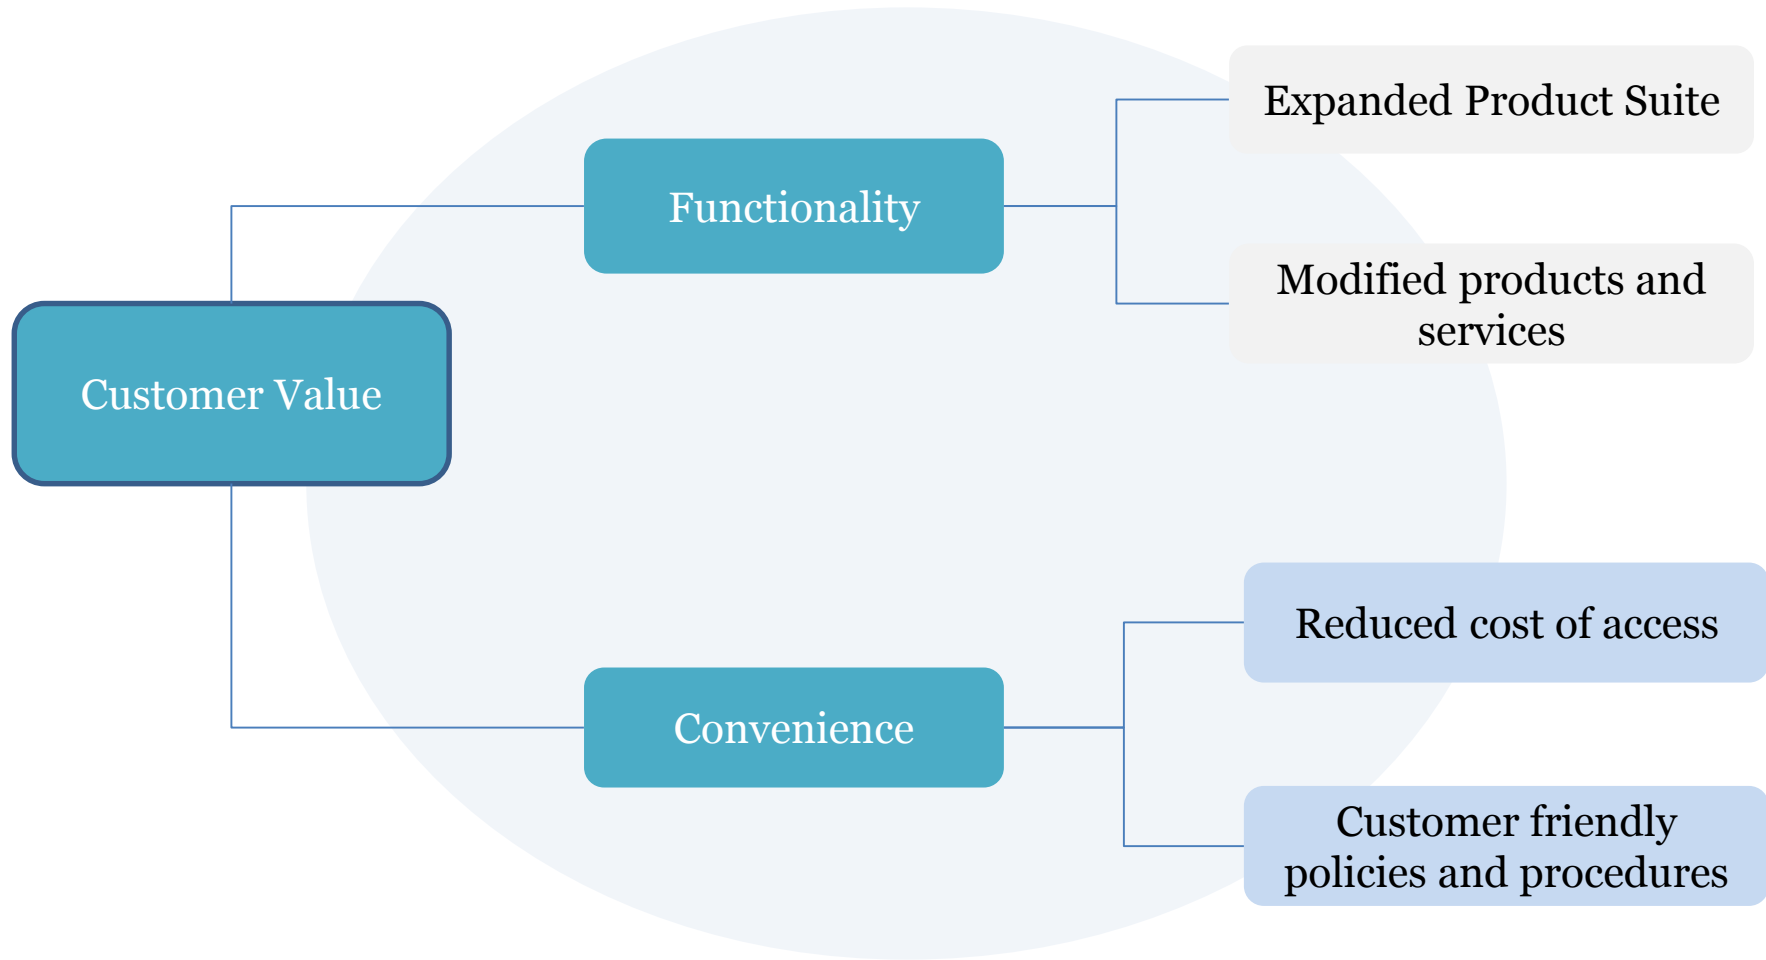 Expanded Product Suite
Functionality
Modified products and
services
Customer Value
Reduced cost of access
Convenience
Customer friendly
policies and procedures